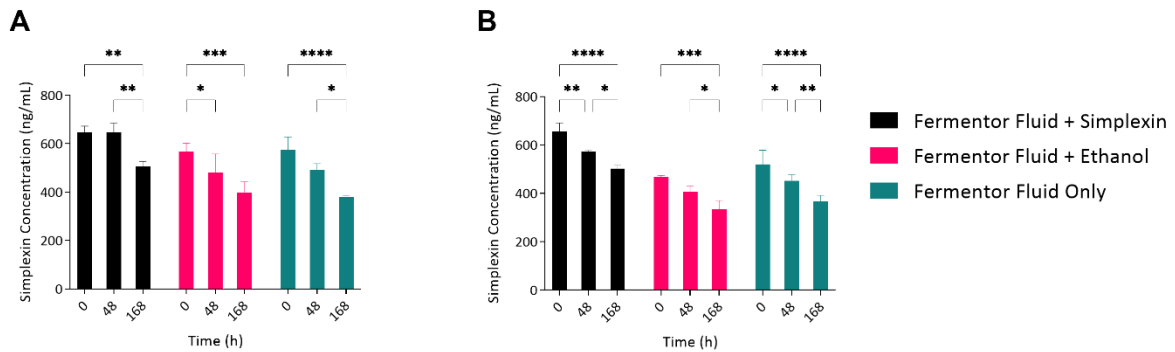 A
** *** ****
** * *
Simplexin Concentration (ng/mL)
800
600
400
200
0
0 48 168 0 48 168 0 48 168
Time (h)
B
**** *** ****
** * * * **
Simplexin Concentration (ng/mL)
800
600
400
200
0
0 48 168 0 48 168 0 48 168
Time (h)
Fermentor Fluid + Simplexin
Fermentor Fluid + Ethanol
Fermentor Fluid Only